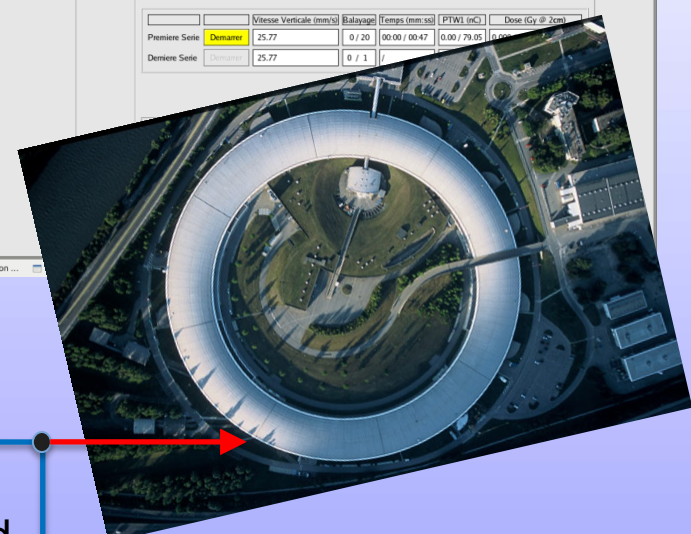 Vitesse Verticale (mm/s) Balayage Temps (mm:ss) PTW1 (nC) Dose (Gy @ 2cm)
Premiere Serie Demarrer 25.77 0 / 20 00:00 / 00:47 0.00 / 79.05
Derniere Serie Demarrer 25.77 0 / 1 /
on ...